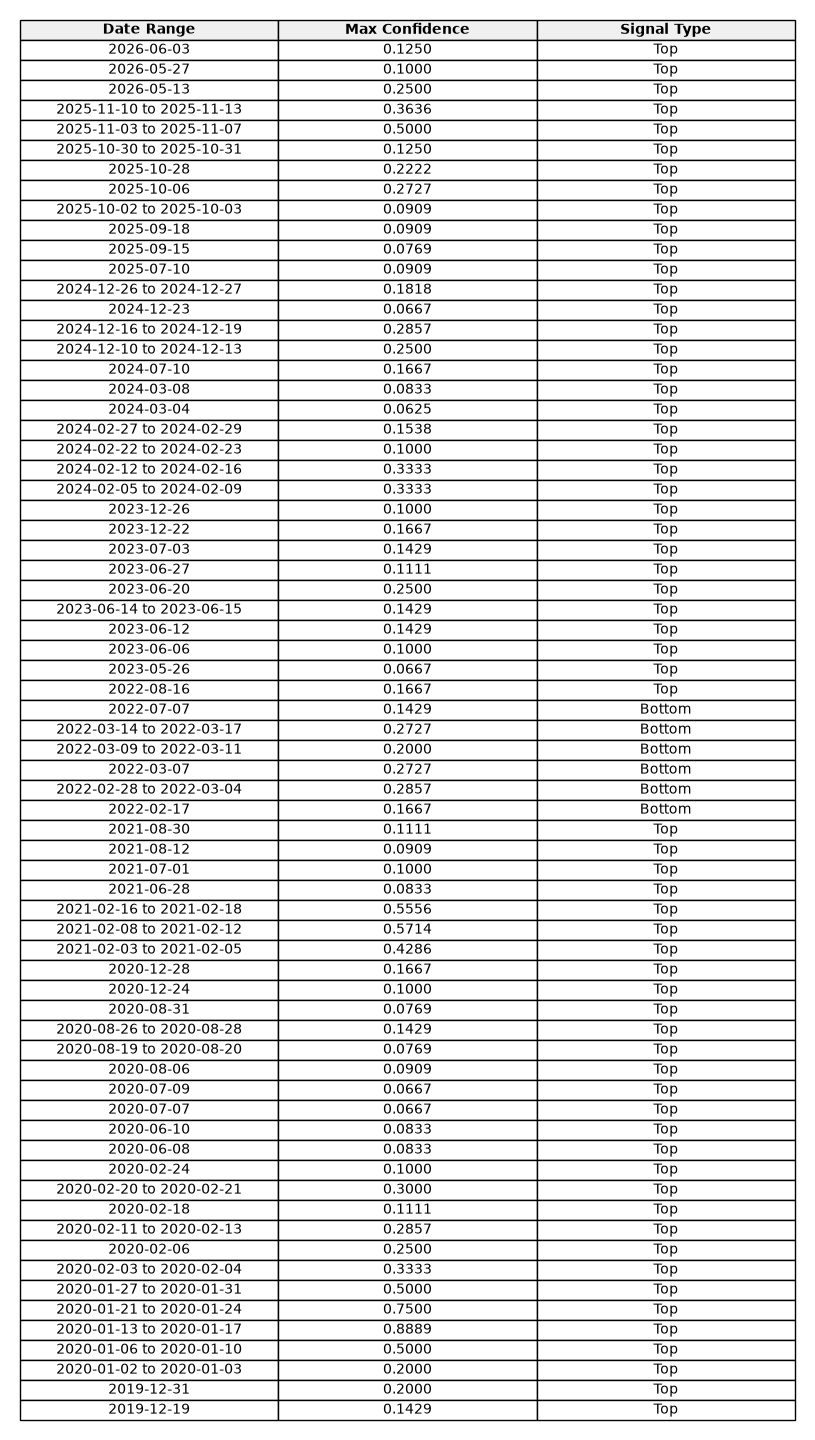 Date Range Max Confidence Signal Type
2026-06-03 0.1250 Top
2026-05-27 0.1000 Top
2026-05-13 0.2500 Top
2025-11-10 to 2025-11-13 0.3636 Top
2025-11-03 to 2025-11-07 0.5000 Top
2025-10-30 to 2025-10-31 0.1250 Top
2025-10-28 0.2222 Top
2025-10-06 0.2727 Top
2025-10-02 to 2025-10-03 0.0909 Top
2025-09-18 0.0909 Top
2025-09-15 0.0769 Top
2025-07-10 0.0909 Top
2024-12-26 to 2024-12-27 0.1818 Top
2024-12-23 0.0667 Top
2024-12-16 to 2024-12-19 0.2857 Top
2024-12-10 to 2024-12-13 0.2500 Top
2024-07-10 0.1667 Top
2024-03-08 0.0833 Top
2024-03-04 0.0625 Top
2024-02-27 to 2024-02-29 0.1538 Top
2024-02-22 to 2024-02-23 0.1000 Top
2024-02-12 to 2024-02-16 0.3333 Top
2024-02-05 to 2024-02-09 0.3333 Top
2023-12-26 0.1000 Top
2023-12-22 0.1667 Top
2023-07-03 0.1429 Top
2023-06-27 0.1111 Top
2023-06-20 0.2500 Top
2023-06-14 to 2023-06-15 0.1429 Top
2023-06-12 0.1429 Top
2023-06-06 0.1000 Top
2023-05-26 0.0667 Top
2022-08-16 0.1667 Top
2022-07-07 0.1429 Bottom
2022-03-14 to 2022-03-17 0.2727 Bottom
2022-03-09 to 2022-03-11 0.2000 Bottom
2022-03-07 0.2727 Bottom
2022-02-28 to 2022-03-04 0.2857 Bottom
2022-02-17 0.1667 Bottom
2021-08-30 0.1111 Top
2021-08-12 0.0909 Top
2021-07-01 0.1000 Top
2021-06-28 0.0833 Top
2021-02-16 to 2021-02-18 0.5556 Top
2021-02-08 to 2021-02-12 0.5714 Top
2021-02-03 to 2021-02-05 0.4286 Top
2020-12-28 0.1667 Top
2020-12-24 0.1000 Top
2020-08-31 0.0769 Top
2020-08-26 to 2020-08-28 0.1429 Top
2020-08-19 to 2020-08-20 0.0769 Top
2020-08-06 0.0909 Top
2020-07-09 0.0667 Top
2020-07-07 0.0667 Top
2020-06-10 0.0833 Top
2020-06-08 0.0833 Top
2020-02-24 0.1000 Top
2020-02-20 to 2020-02-21 0.3000 Top
2020-02-18 0.1111 Top
2020-02-11 to 2020-02-13 0.2857 Top
2020-02-06 0.2500 Top
2020-02-03 to 2020-02-04 0.3333 Top
2020-01-27 to 2020-01-31 0.5000 Top
2020-01-21 to 2020-01-24 0.7500 Top
2020-01-13 to 2020-01-17 0.8889 Top
2020-01-06 to 2020-01-10 0.5000 Top
2020-01-02 to 2020-01-03 0.2000 Top
2019-12-31 0.2000 Top
2019-12-19 0.1429 Top